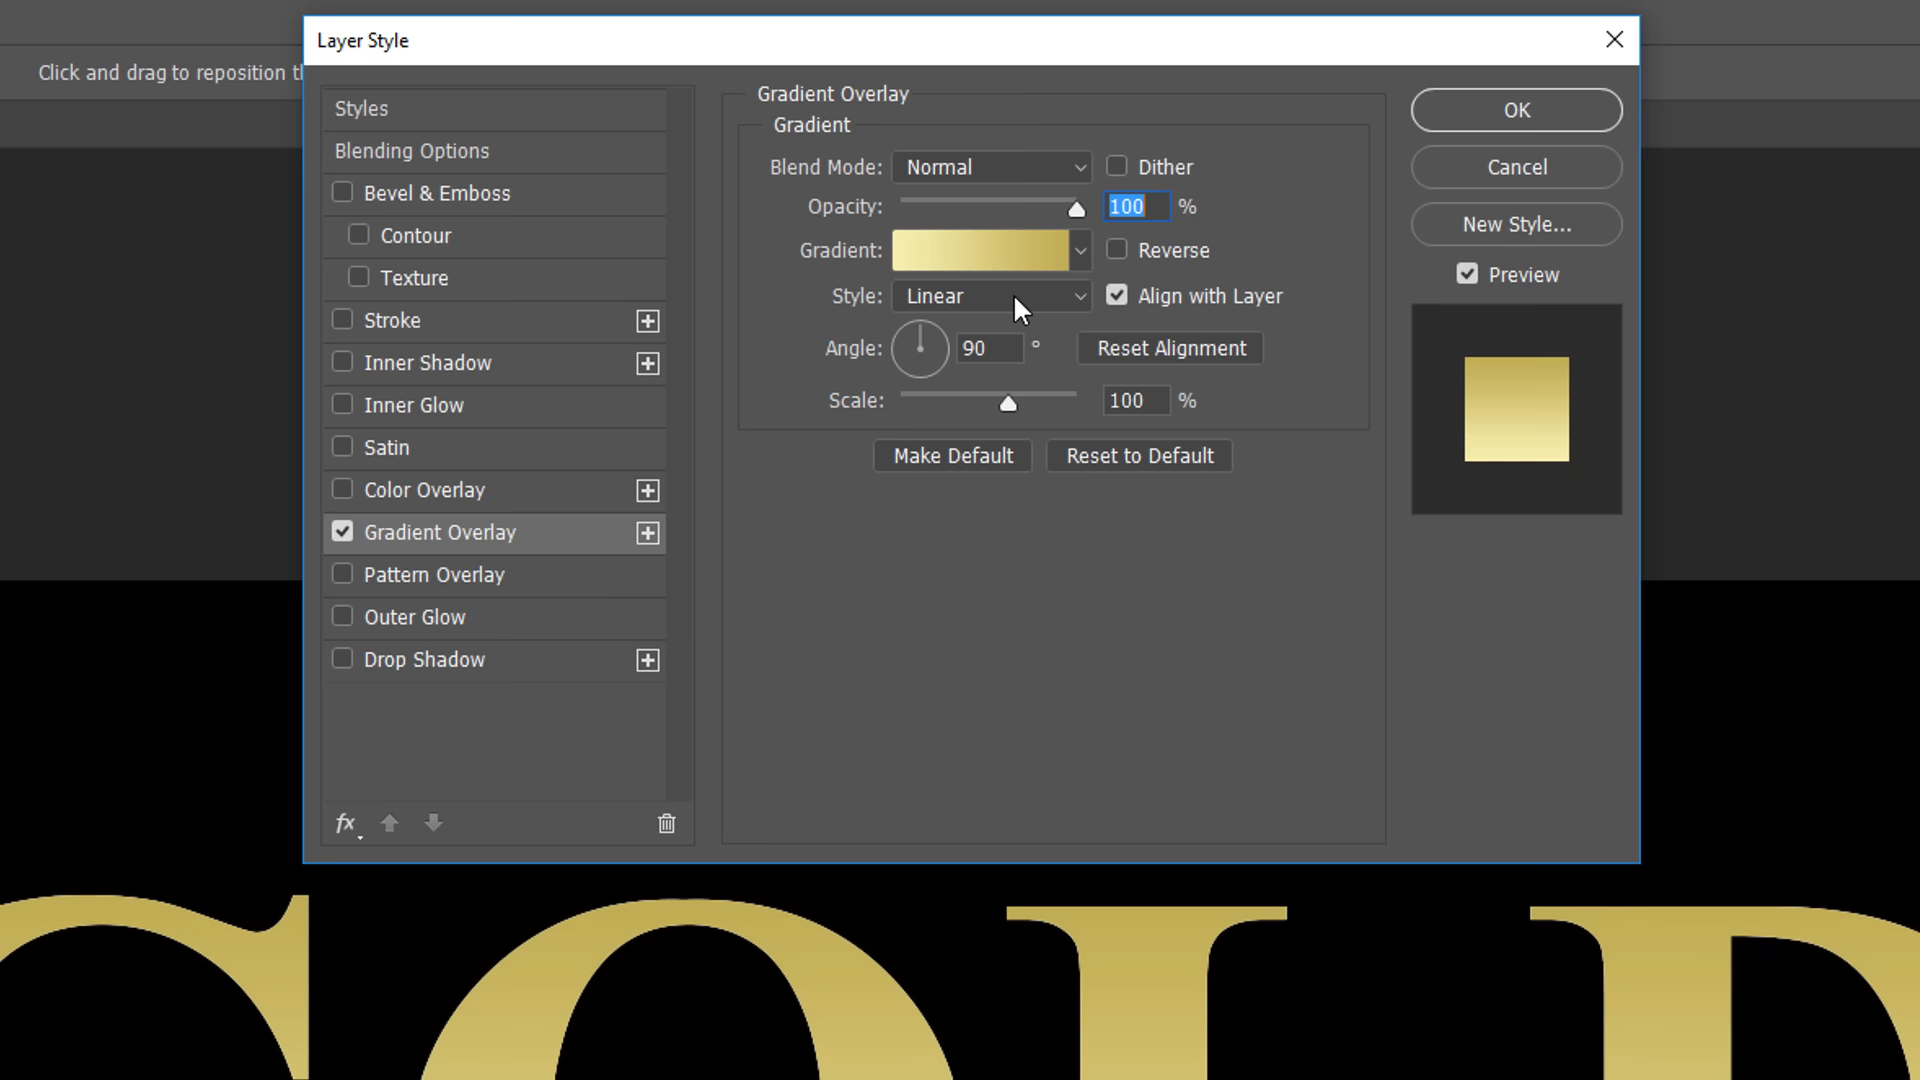 Layer Style
Click and drag to reposition t
Styles
Blending Options
Bevel & Emboss
Contour
Texture
Stroke
Inner Shadow
Inner Glow
Satin
Color Overlay
Gradient Overlay
Pattern Overlay
Outer Glow
Drop Shadow
fx
Gradient Overlay
Gradient
Blend Mode: Normal Dither
Opacity: 100 %
Gradient: Reverse
Style: Linear Align with Layer
Angle: 90 ° Reset Alignment
Scale: 100 %
Make Default Reset to Default
OK
Cancel
New Style...
Preview
GOLD